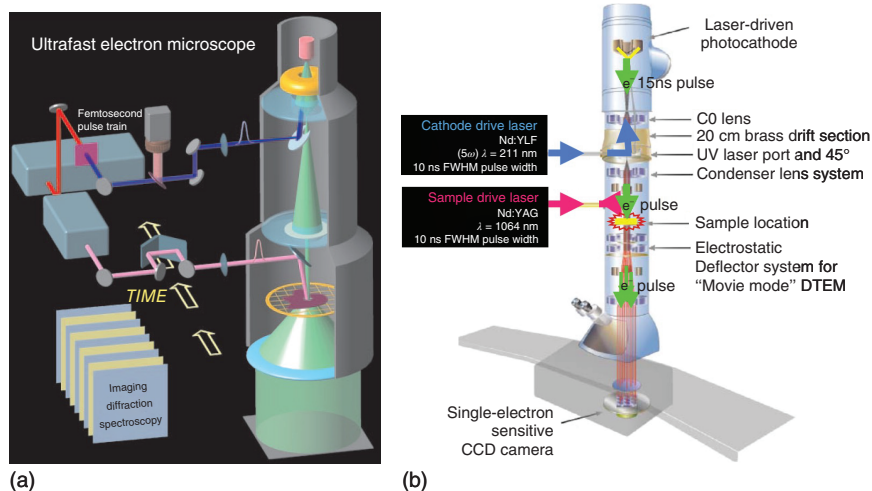 Ultrafast electron microscope
Femtosecond
pulse train
TIME
Imaging
diffraction
spectroscopy
(a)
Laser-driven
photocathode
e⁻ 15ns pulse
C0 lens
20 cm brass drift section
UV laser port and 45°
Condenser lens system
Cathode drive laser
Nd:YLF
(5ω) λ = 211 nm
10 ns FWHM pulse width
Sample drive laser
Nd:YAG
λ = 1064 nm
10 ns FWHM pulse width
e⁻ pulse
Sample location
Electrostatic
Deflector system for
“Movie mode” DTEM
e⁻ pulse
Single-electron
sensitive
CCD camera
(b)